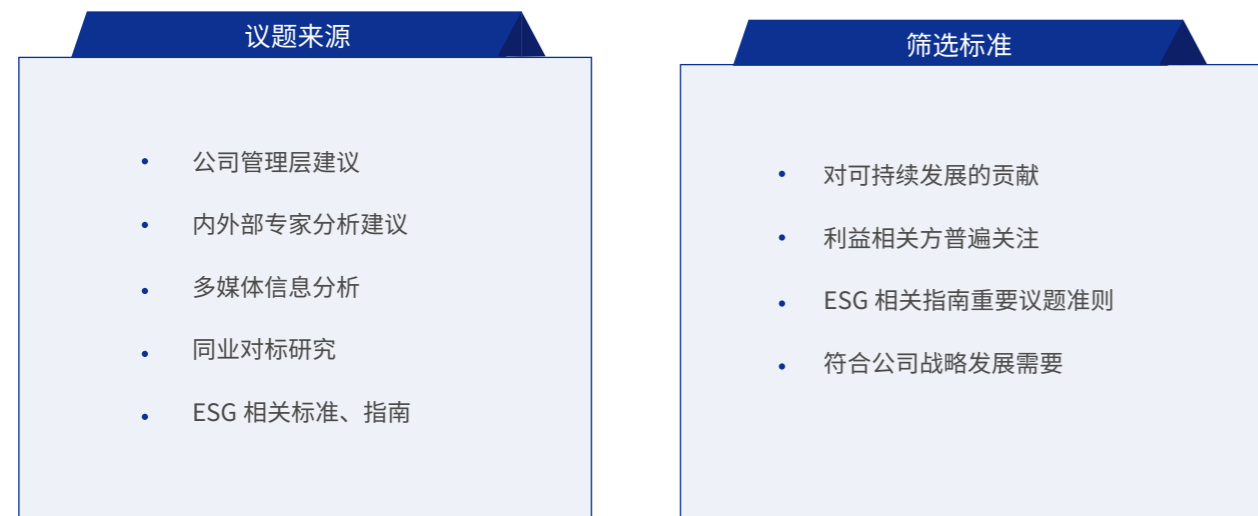 议题来源
公司管理层建议
内外部专家分析建议
多媒体信息分析
同业对标研究
ESG 相关标准、指南
筛选标准
对可持续发展的贡献
利益相关方普遍关注
ESG 相关指南重要议题准则
符合公司战略发展需要